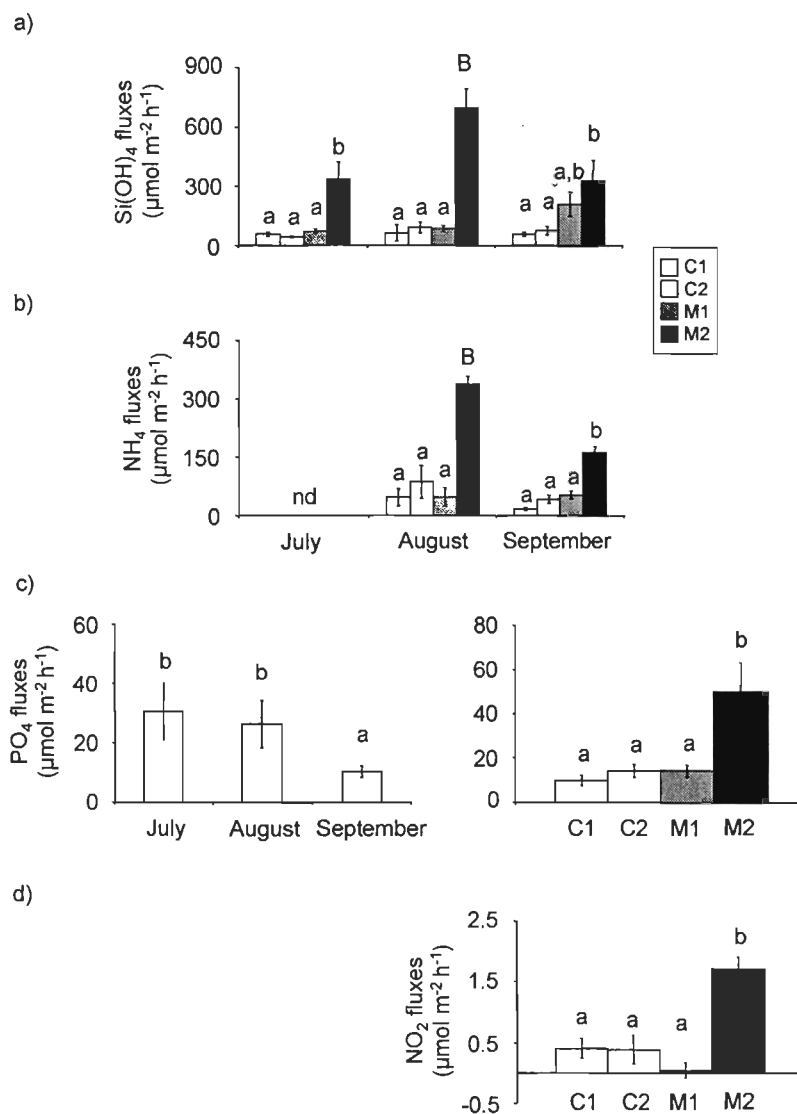 a)
Si(OH)4 fluxes
(µmol m-2 h-1)
900
600
300
0
a a a b
a a a B
a a a,b b
C1
C2
M1
M2
b)
NH4 fluxes
(µmol m-2 h-1)
450
300
150
0
nd
a a a B
a a a b
July August September
c)
PO4 fluxes
(µmol m-2 h-1)
60
40
20
0
b b a
July August September
80
60
40
20
0
a a a b
C1 C2 M1 M2
d)
NO2 fluxes
(µmol m-2 h-1)
2.5
1.5
0.5
-0.5
a a a b
C1 C2 M1 M2